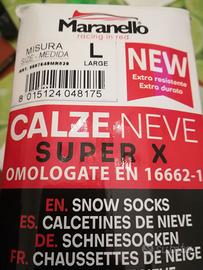 Maranello
racing in red
MISURA
SIZE - MEDIDA
L
LARGE
NEW
Extra resistente
Extra durata
8 015124 048175
CALZE NEVE
SUPER X
OMOLOGATE EN 16662-1
EN. SNOW SOCKS
ES. CALCETINES DE NIEVE
DE. SCHNEESOCKEN
FR. CHAUSSETTES DE NEIGE